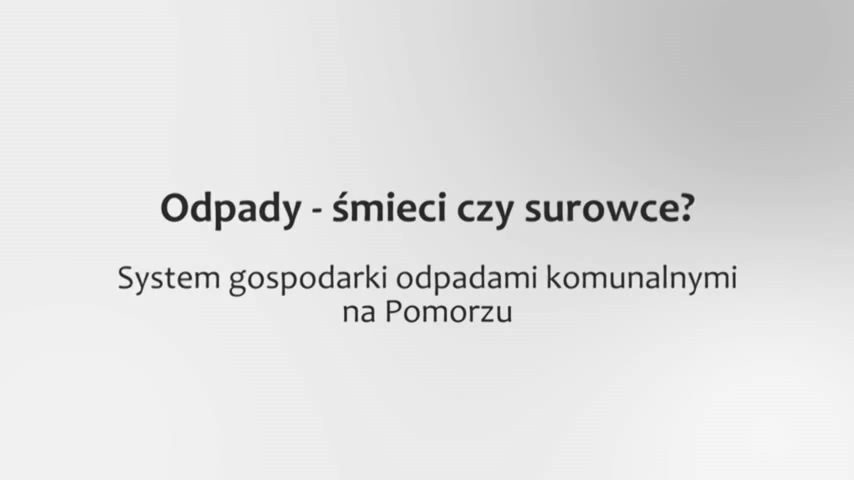 Odpady - śmieci czy surowce?
System gospodarki odpadami komunalnymi
na Pomorzu